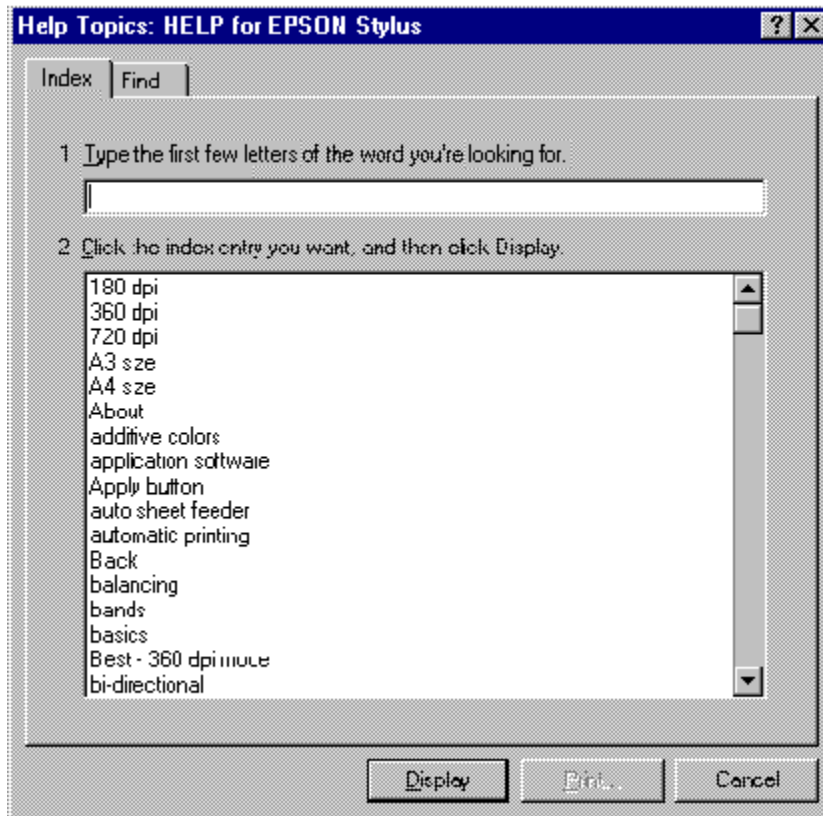 Help Topics: HELP for EPSON Stylus
Index
Find
1 Type the first few letters of the word you're looking for.
2 Click the index entry you want, and then click Display.
180 dpi
360 dpi
720 dpi
A3 sze
A4 sze
About
additive colors
application software
Apply button
auto sheet feeder
automatic printing
Back
balancing
bands
basics
Best - 360 dpi mode
bi-directional
Display
Print...
Cancel